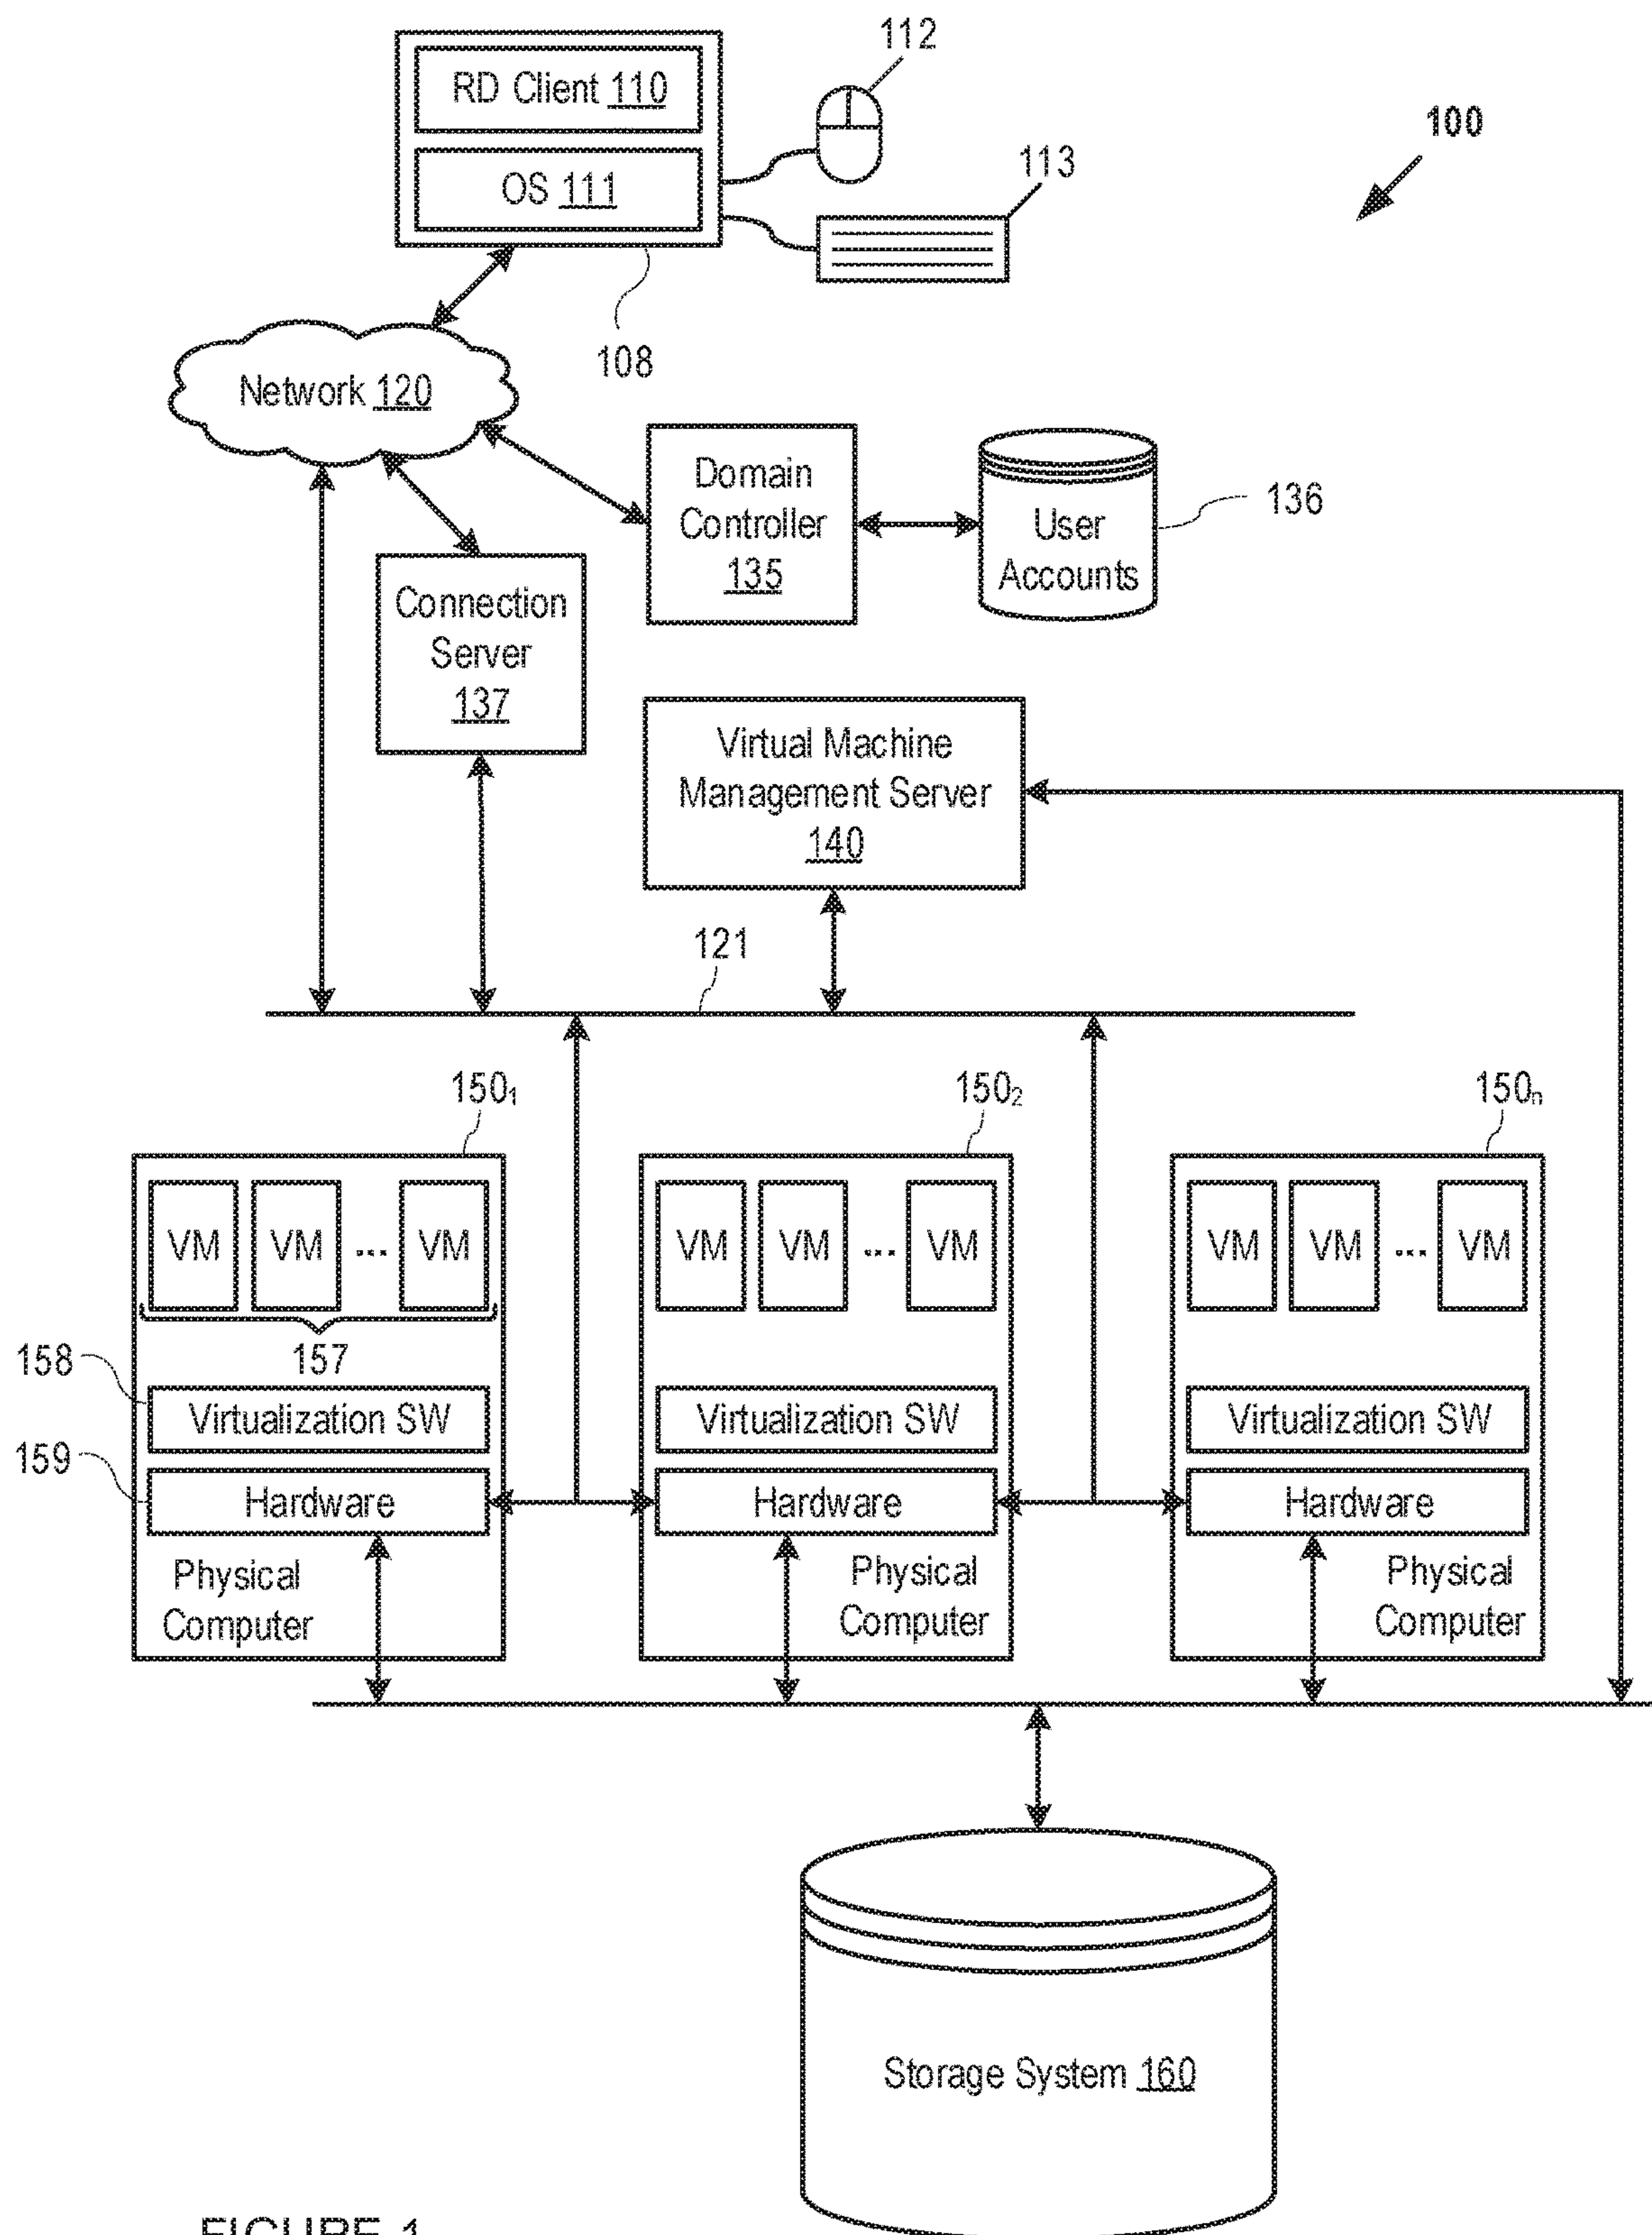 112
RD Client 110
100
OS 111
113
108
Network 120
Domain
Controller
135
User
Accounts
136
Connection
Server
137
Virtual Machine
Management Server
140
121
150₁
150₂
150ₙ
VM VM ... VM
VM VM ... VM
VM VM ... VM
157
158
Virtualization SW
Virtualization SW
Virtualization SW
159
Hardware
Hardware
Hardware
Physical
Computer
Physical
Computer
Physical
Computer
Storage System 160
FIGURE 1